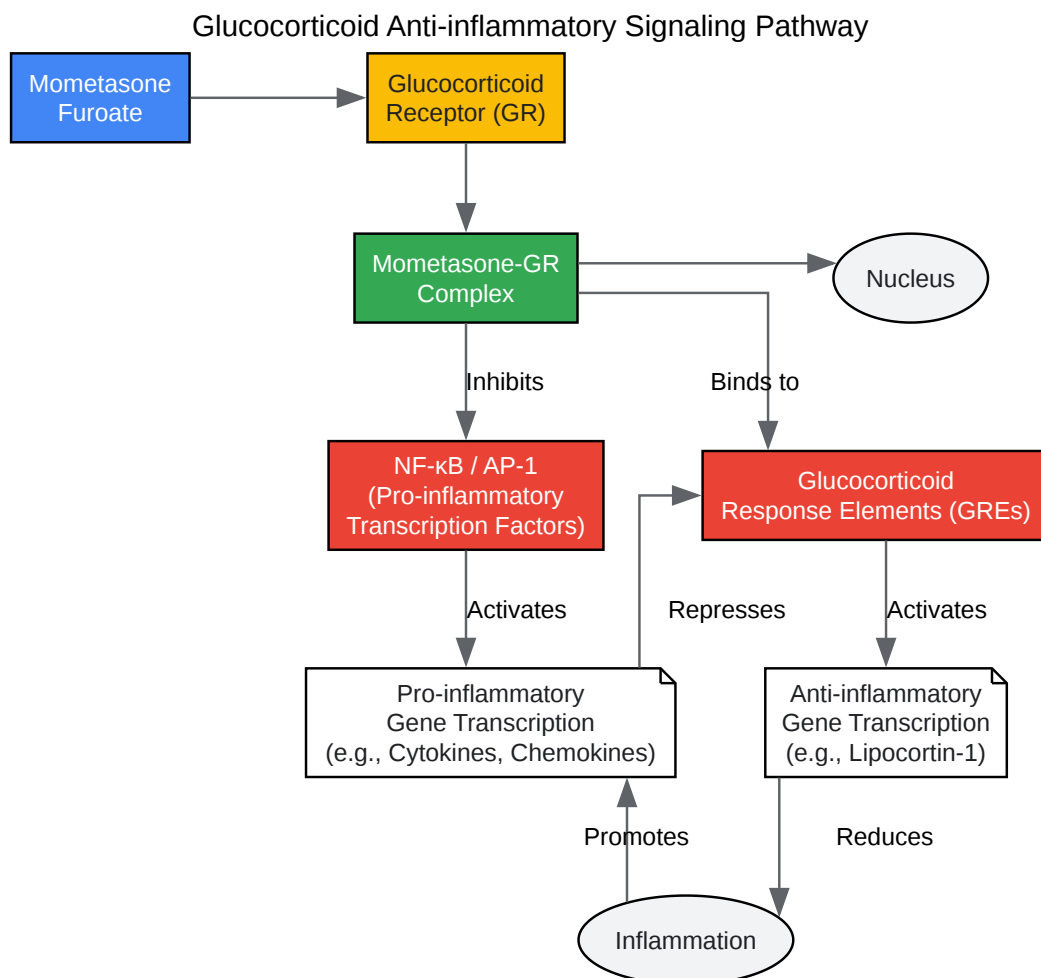 Glucocorticoid Anti-inflammatory Signaling Pathway
Mometasone
Furoate
Glucocorticoid
Receptor (GR)
Mometasone-GR
Complex
Nucleus
Inhibits
Binds to
NF-κB / AP-1
(Pro-inflammatory
Transcription Factors)
Glucocorticoid
Response Elements (GREs)
Activates
Represses
Activates
Pro-inflammatory
Gene Transcription
(e.g., Cytokines, Chemokines)
Anti-inflammatory
Gene Transcription
(e.g., Lipocortin-1)
Promotes
Reduces
Inflammation